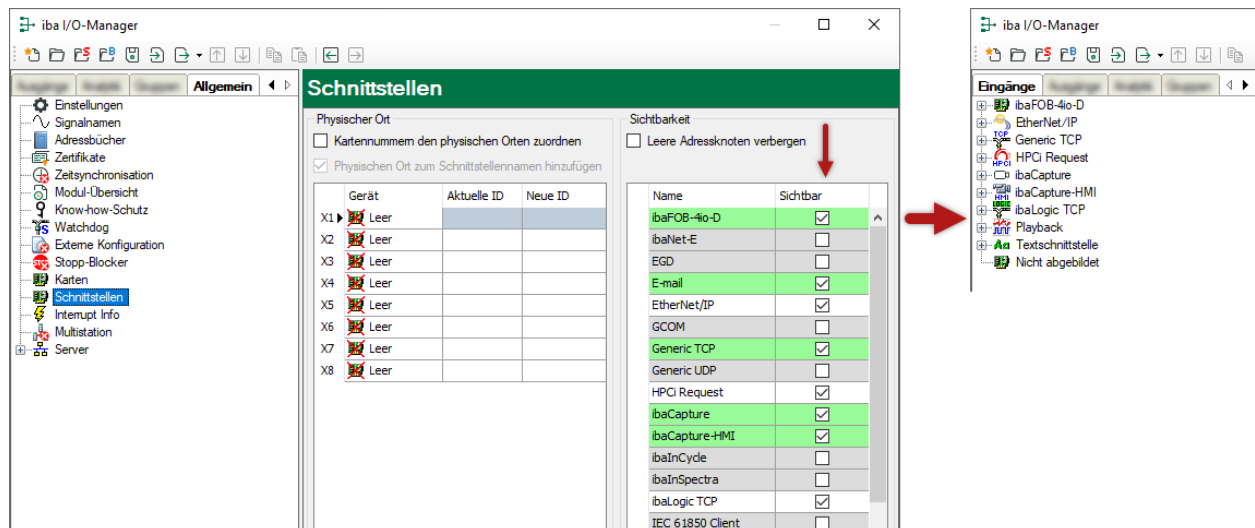 iba I/O-Manager
Allgemein
Einstellungen
Signalnamen
Adressbücher
Zertifikate
Zeitsynchronisation
Modul-Übersicht
Know-how-Schutz
Watchdog
Externe Konfiguration
Stopp-Blocker
Karten
Schnittstellen
Interrupt Info
Multistation
Server
Schnittstellen
Physischer Ort
Kartennummern den physischen Orten zuordnen
Physischen Ort zum Schnittstellennamen hinzufügen
Gerät Aktuelle ID Neue ID
X1 Leer
X2 Leer
X3 Leer
X4 Leer
X5 Leer
X6 Leer
X7 Leer
X8 Leer
Sichtbarkeit
Leere Adressknoten verbergen
Name Sichtbar
ibaFOB-4io-D
ibaNet-E
EGD
E-mail
EtherNet/IP
GCOM
Generic TCP
Generic UDP
HPCi Request
ibaCapture
ibaCapture-HMI
ibaInCycle
ibaInSpectra
ibaLogic TCP
IEC 61850 Client
iba I/O-Manager
Eingänge
ibaFOB-4io-D
EtherNet/IP
Generic TCP
HPCi Request
ibaCapture
ibaCapture-HMI
ibaLogic TCP
Playback
Textschnittstelle
Nicht abgebildet